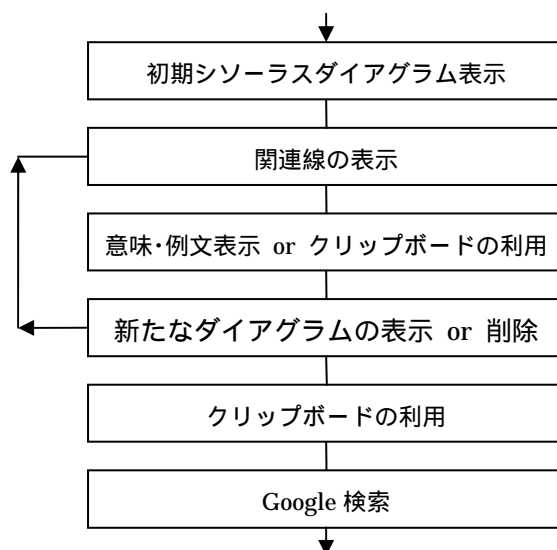 初期シソーラスダイアグラム表示
関連線の表示
意味・例文表示 or クリップボードの利用
新たなダイアグラムの表示 or 削除
クリップボードの利用
Google 検索